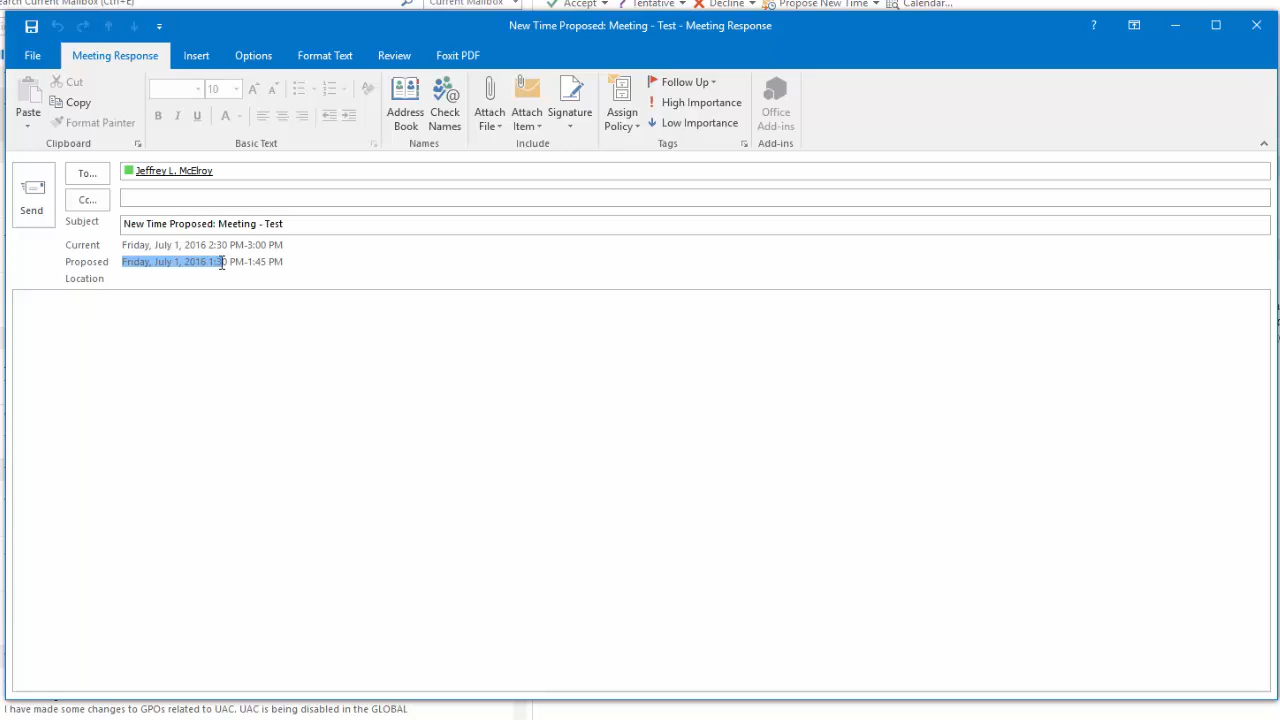 Search Current Mailbox (Ctrl+E)
Current Mailbox
Accept
Tentative
Decline
Propose New Time
Calendar...
New Time Proposed: Meeting - Test - Meeting Response
?
File
Meeting Response
Insert
Options
Format Text
Review
Foxit PDF
Paste
Cut
Copy
Format Painter
Clipboard
10
B I U A
Basic Text
Address Book
Check Names
Names
Attach File
Attach Item
Signature
Include
Assign Policy
Follow Up
High Importance
Low Importance
Tags
Office Add-ins
Add-ins
Send
To...
Jeffrey L. McElroy
Cc...
Subject
New Time Proposed: Meeting - Test
Current
Friday, July 1, 2016 2:30 PM-3:00 PM
Proposed
Friday, July 1, 2016 1:30 PM-1:45 PM
Location
I have made some changes to GPOs related to UAC. UAC is being disabled in the GLOBAL